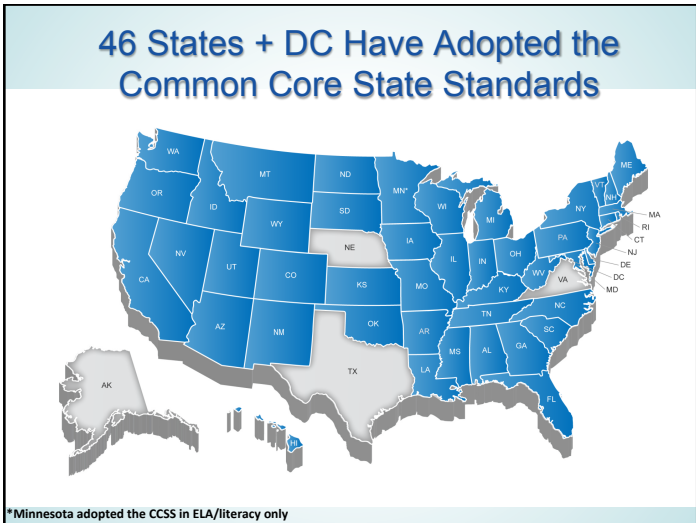 46 States + DC Have Adopted the
Common Core State Standards
WA
MT
ND
MN*
ME
VT
NH
OR
ID
SD
WI
MI
NY
MA
RI
CT
WY
NE
IA
PA
NJ
NV
UT
CO
IL
IN
OH
DE
DC
MD
CA
KS
MO
WV
VA
KY
NC
AZ
NM
OK
AR
TN
SC
TX
MS
AL
GA
LA
AK
FL
HI
*Minnesota adopted the CCSS in ELA/literacy only